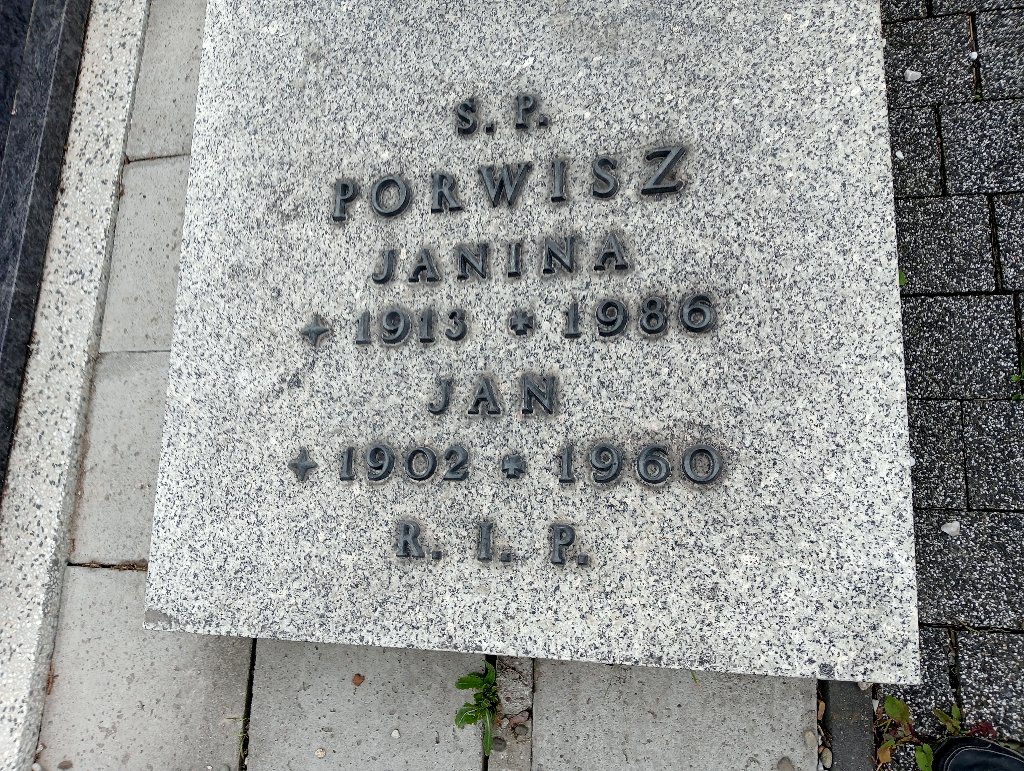 S. P.
PORWISZ
JANINA
✦ 1913 ✚ 1986
JAN
✦ 1902 ✚ 1960
R. I. P.